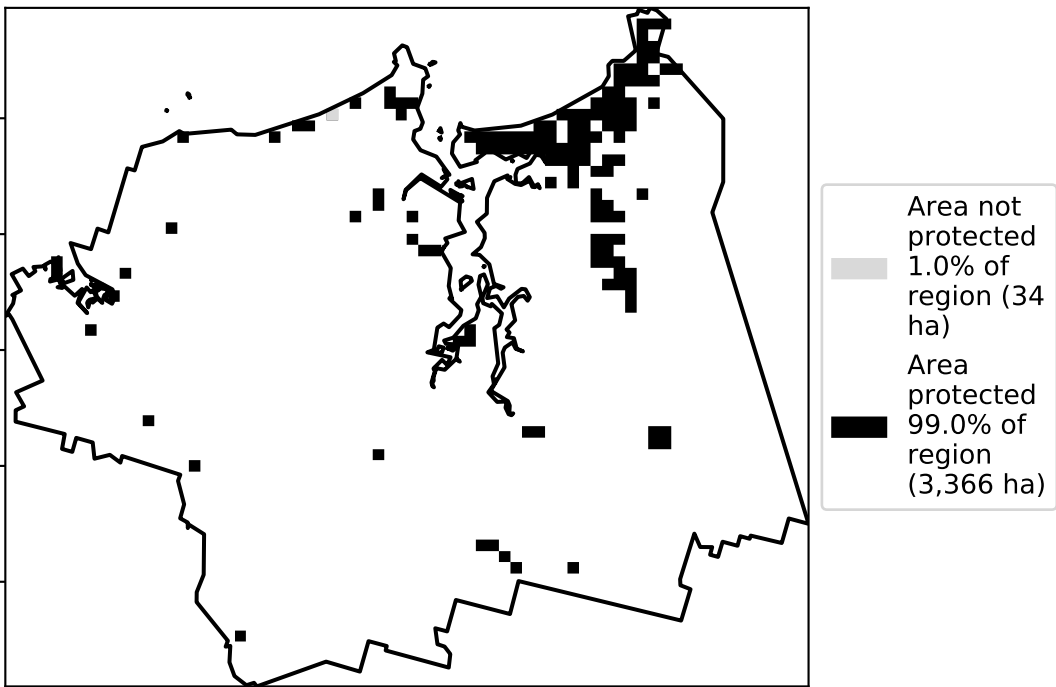 Area not
protected
1.0% of
region (34
ha)
Area
protected
99.0% of
region
(3,366 ha)